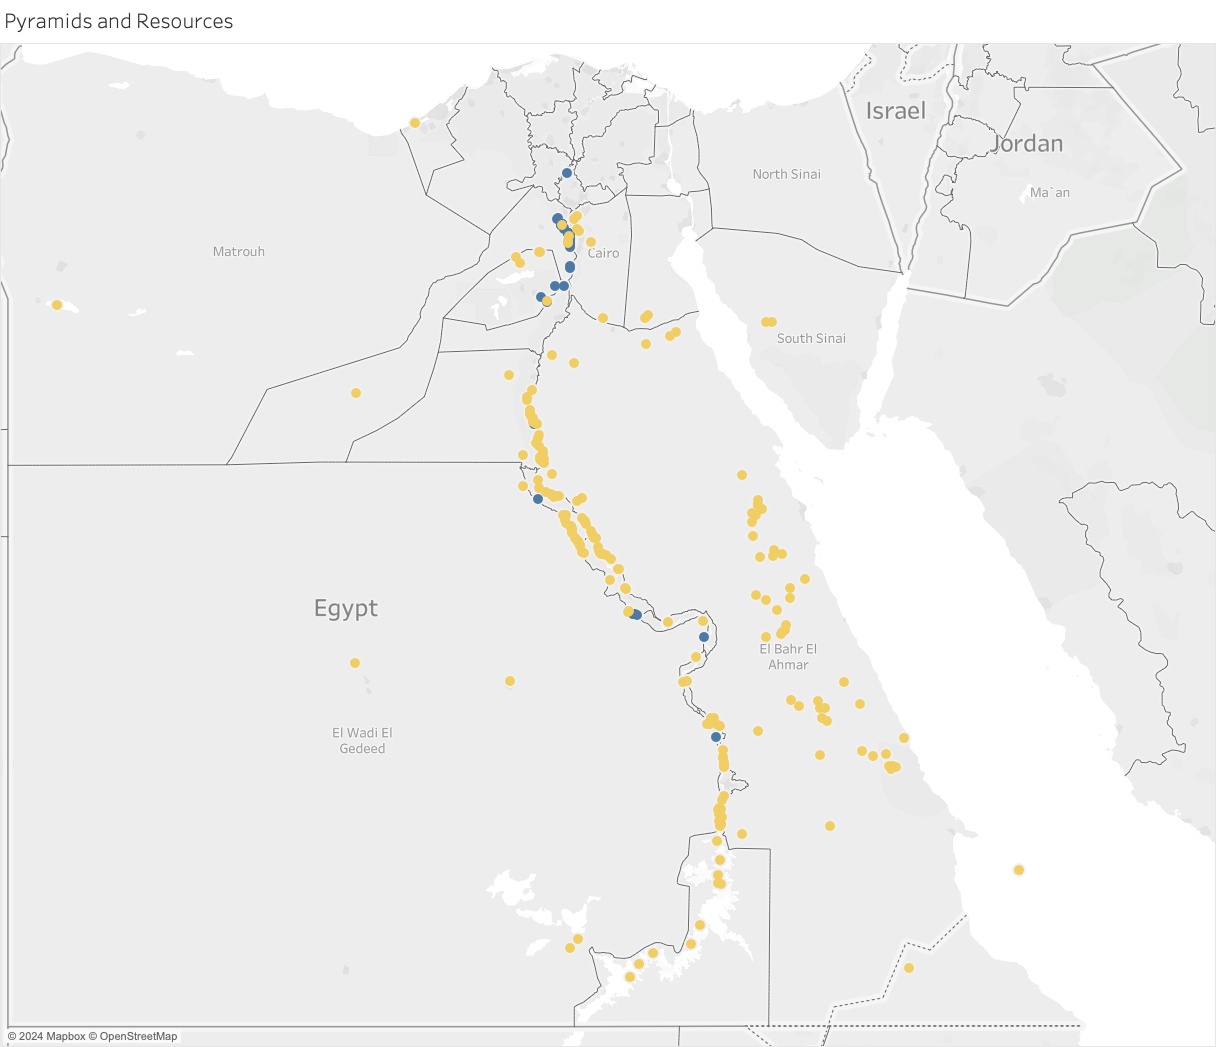 Pyramids and Resources
Israel
Jordan
North Sinai
Ma`an
Matrouh
Cairo
South Sinai
Egypt
El Bahr El
Ahmar
El Wadi El
Gedeed
© 2024 Mapbox © OpenStreetMap